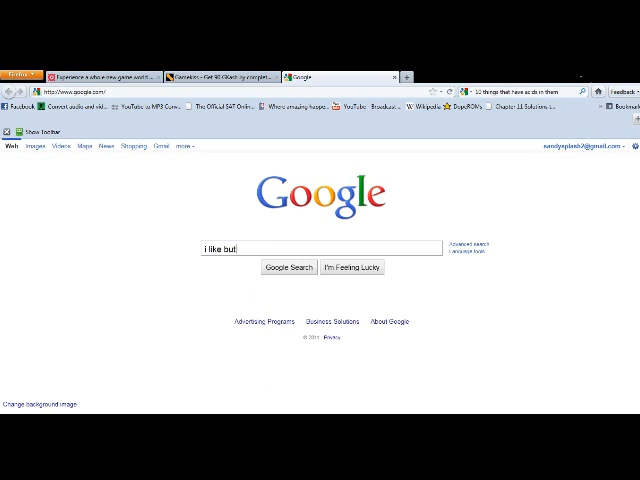 Firefox
Experience a whole new game world ...
Gamekiss - Get 90 GKash by complet...
Google
http://www.google.com/
10 things that have acids in them
Feedback
Facebook
Convert audio and vid...
YouTube to MP3 Conv...
The Official SAT Onlin...
Where amazing happe...
YouTube - Broadcast...
Wikipedia
DopeROMs
Chapter 11 Solutions t...
Bookmark
Show Toolbar
Web Images Videos Maps News Shopping Gmail more
sandysplash2@gmail.com
Google
i like but
Advanced search
Language tools
Google Search
I'm Feeling Lucky
Advertising Programs
Business Solutions
About Google
© 2011 - Privacy
Change background image